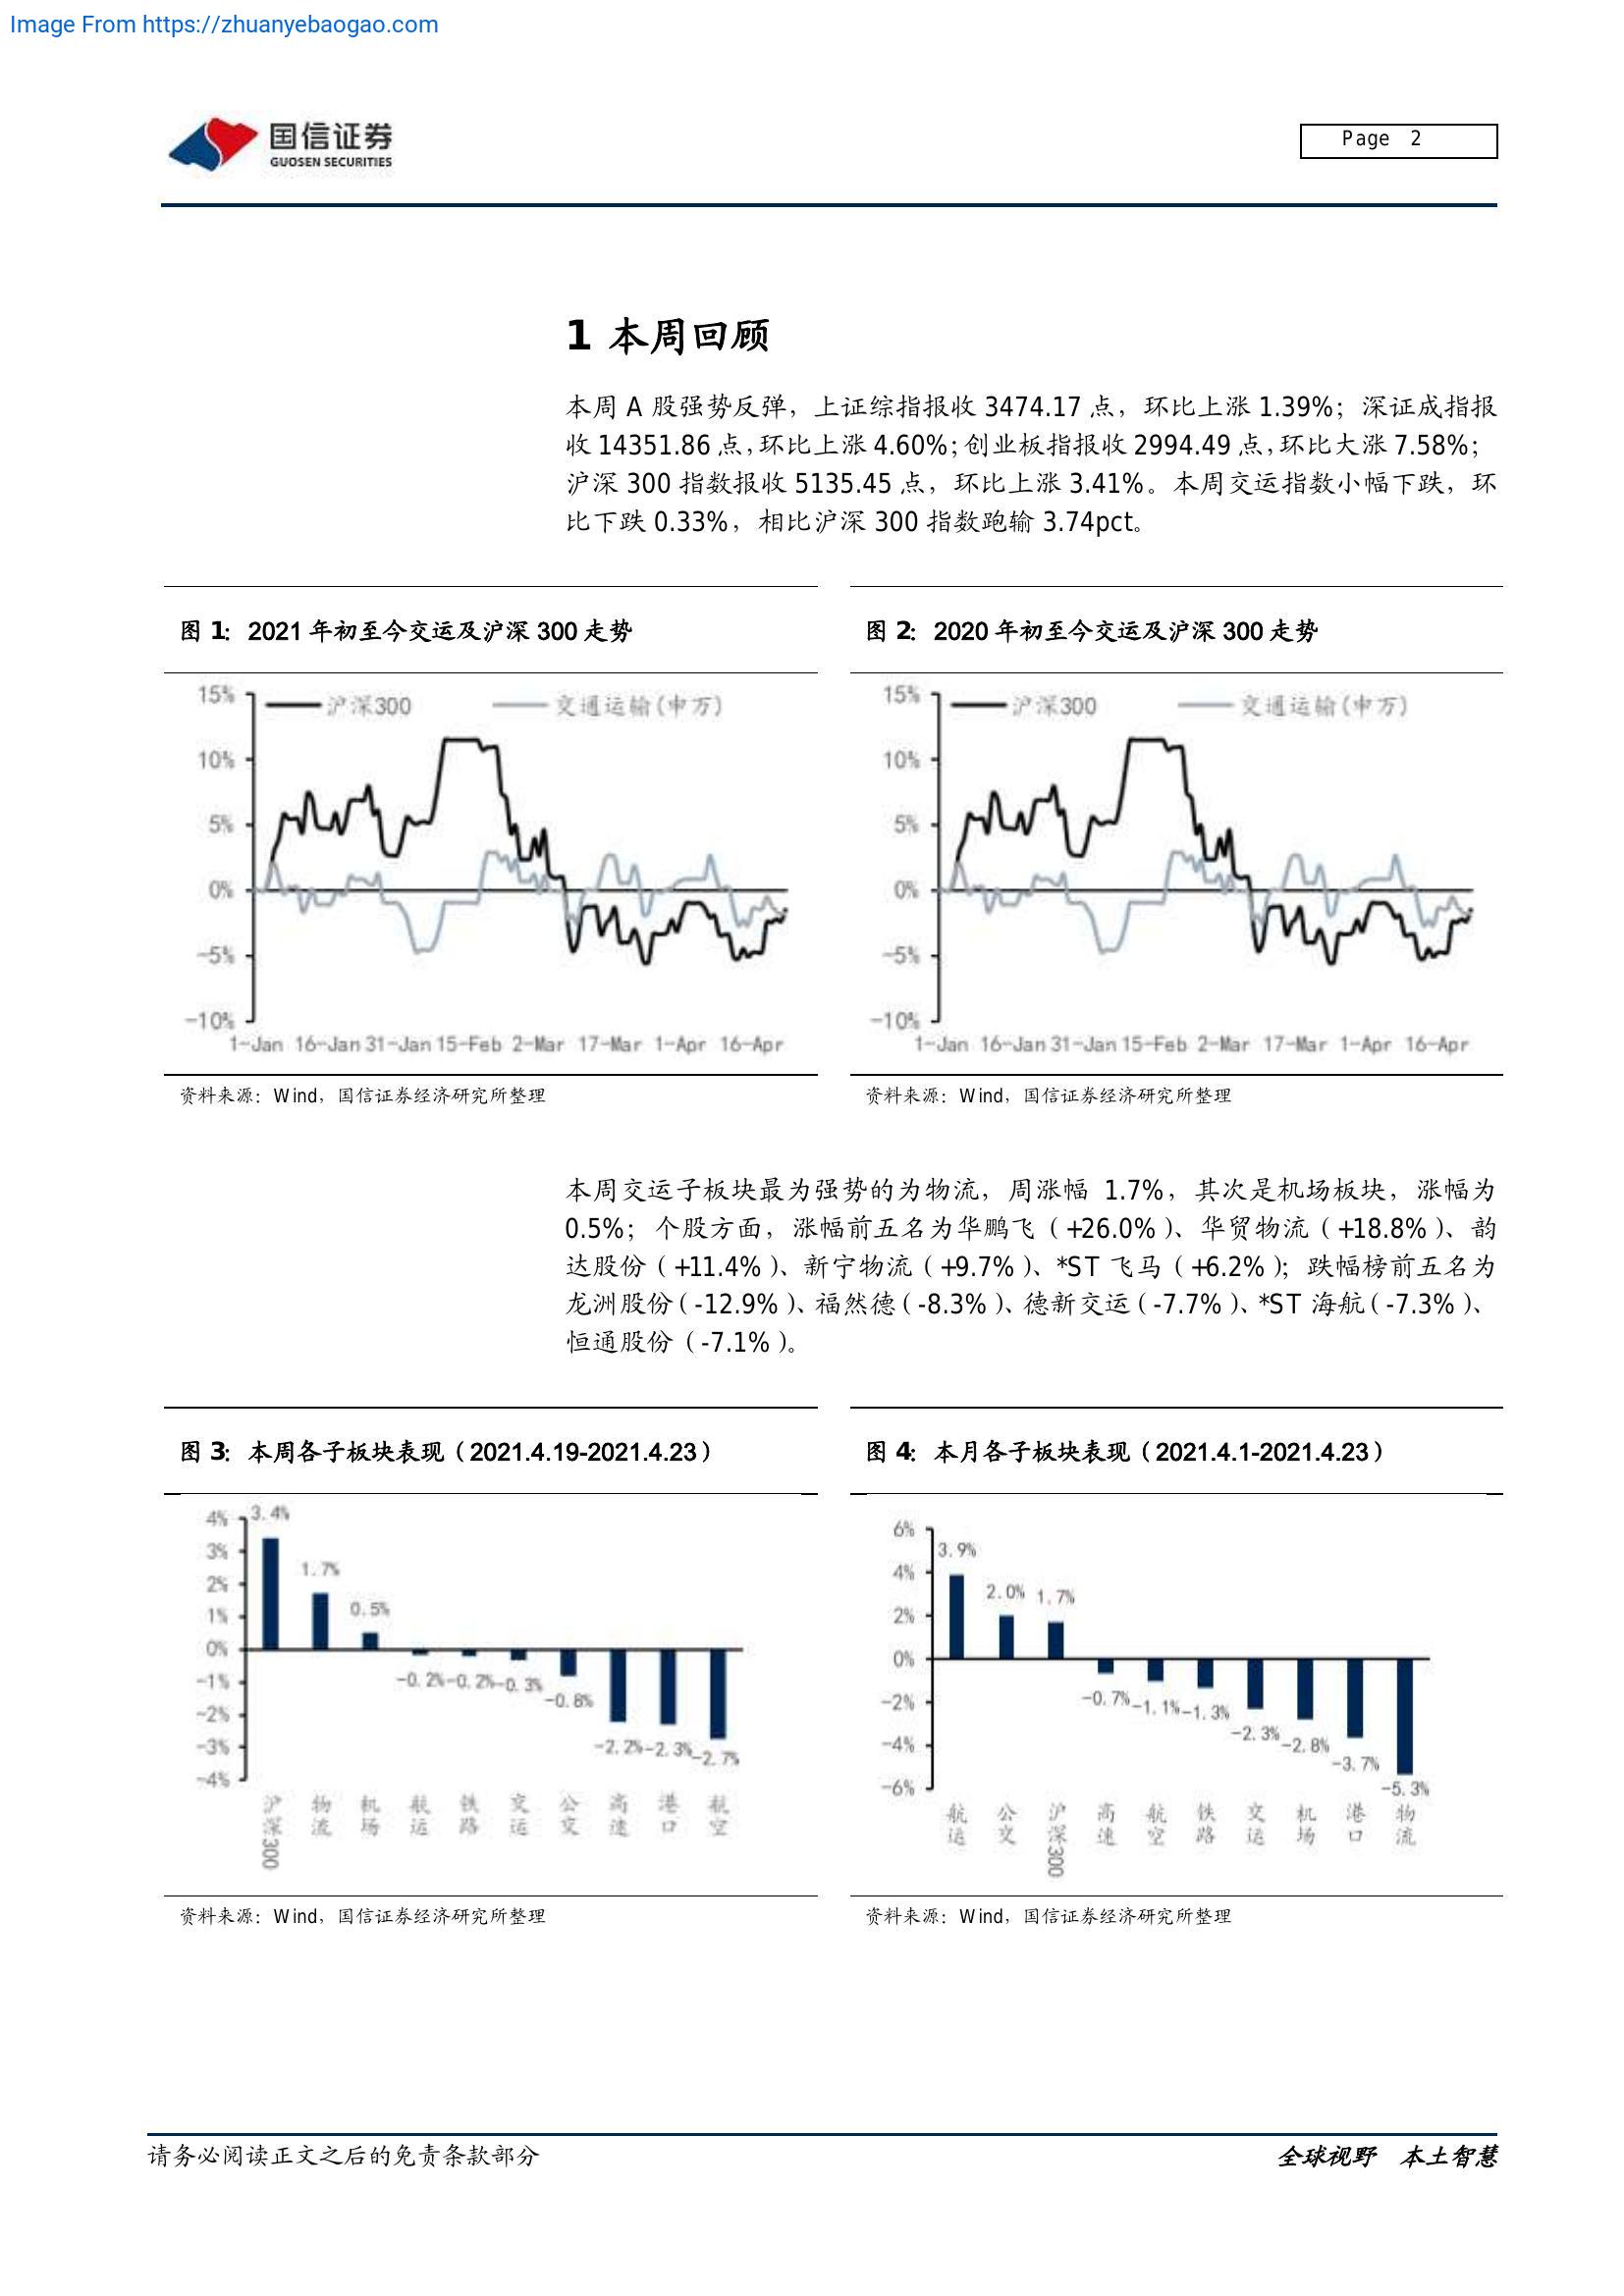 Image From https://zhuanyebaogao.com
国信证券
GUOSEN SECURITIES
Page 2
1 本周回顾
本周 A 股强势反弹，上证综指报收 3474.17 点，环比上涨 1.39%；深证成指报
收 14351.86 点，环比上涨 4.60%；创业板指报收 2994.49 点，环比大涨 7.58%；
沪深 300 指数报收 5135.45 点，环比上涨 3.41%。本周交运指数小幅下跌，环
比下跌 0.33%，相比沪深 300 指数跑输 3.74pct。
图 1：2021 年初至今交运及沪深 300 走势
15%
10%
5%
0%
-5%
-10%
沪深300 交通运输(申万)
1-Jan 16-Jan 31-Jan 15-Feb 2-Mar 17-Mar 1-Apr 16-Apr
资料来源：Wind，国信证券经济研究所整理
图 2：2020 年初至今交运及沪深 300 走势
15%
10%
5%
0%
-5%
-10%
沪深300 交通运输(申万)
1-Jan 16-Jan 31-Jan 15-Feb 2-Mar 17-Mar 1-Apr 16-Apr
资料来源：Wind，国信证券经济研究所整理
本周交运子板块最为强势的为物流，周涨幅 1.7%，其次是机场板块，涨幅为
0.5%；个股方面，涨幅前五名为华鹏飞（+26.0%）、华贸物流（+18.8%）、韵
达股份（+11.4%）、新宁物流（+9.7%）、*ST 飞马（+6.2%）；跌幅榜前五名为
龙洲股份（-12.9%）、福然德（-8.3%）、德新交运（-7.7%）、*ST 海航（-7.3%）、
恒通股份（-7.1%）。
图 3：本周各子板块表现（2021.4.19-2021.4.23）
4%
3%
2%
1%
0%
-1%
-2%
-3%
-4%
3.4% 1.7% 0.5% -0.2% -0.2% -0.3% -0.8% -2.2% -2.3% -2.7%
沪深300 物流 机场 航运 铁路 交运 公交 高速 港口 航空
资料来源：Wind，国信证券经济研究所整理
图 4：本月各子板块表现（2021.4.1-2021.4.23）
6%
4%
2%
0%
-2%
-4%
-6%
3.9% 2.0% 1.7% -0.7% -1.1% -1.3% -2.3% -2.8% -3.7% -5.3%
航运 公交 沪深300 高速 航空 铁路 交运 机场 港口 物流
资料来源：Wind，国信证券经济研究所整理
请务必阅读正文之后的免责条款部分
全球视野 本土智慧